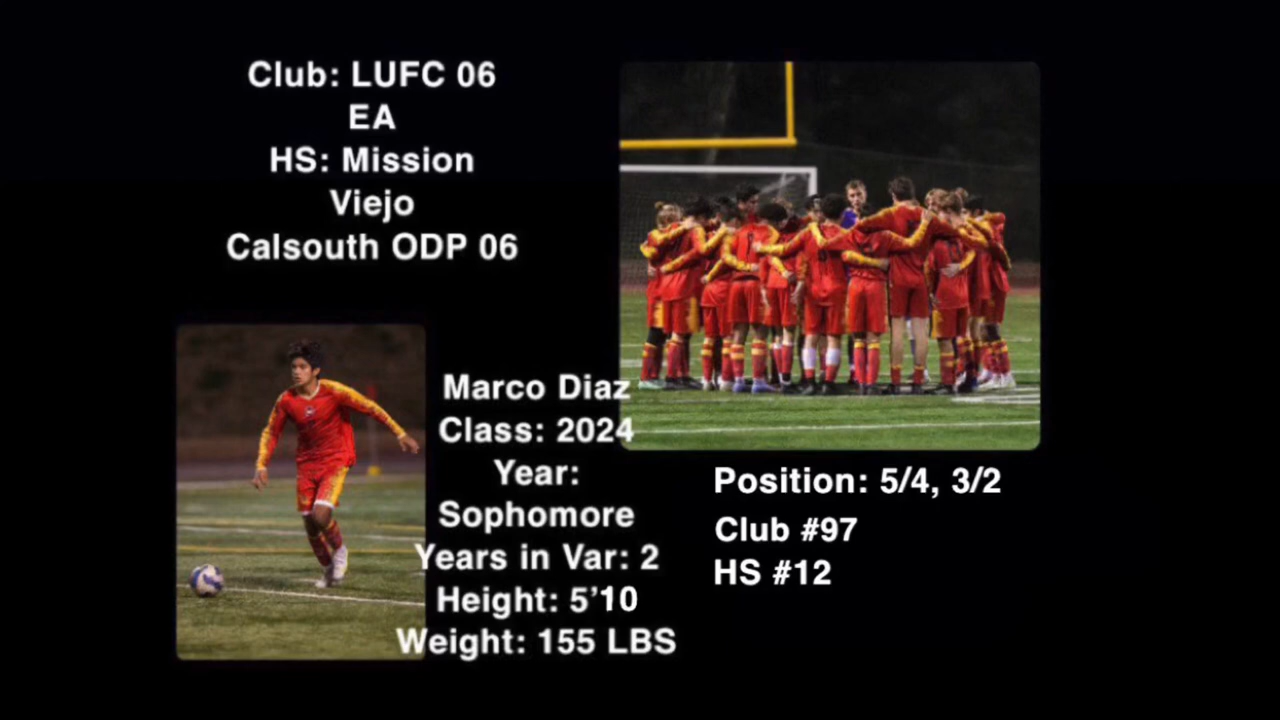 Club: LUFC 06
EA
HS: Mission
Viejo
Calsouth ODP 06
Marco Diaz
Class: 2024
Year:
Sophomore
Years in Var: 2
Height: 5’10
Weight: 155 LBS
Position: 5/4, 3/2
Club #97
HS #12